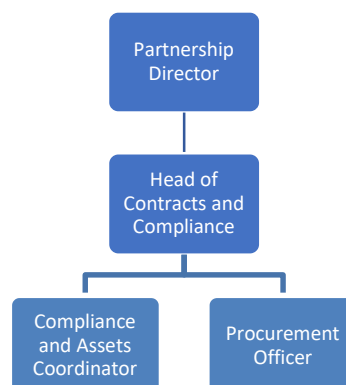 Partnership
Director
Head of
Contracts and
Compliance
Compliance
and Assets
Coordinator
Procurement
Officer